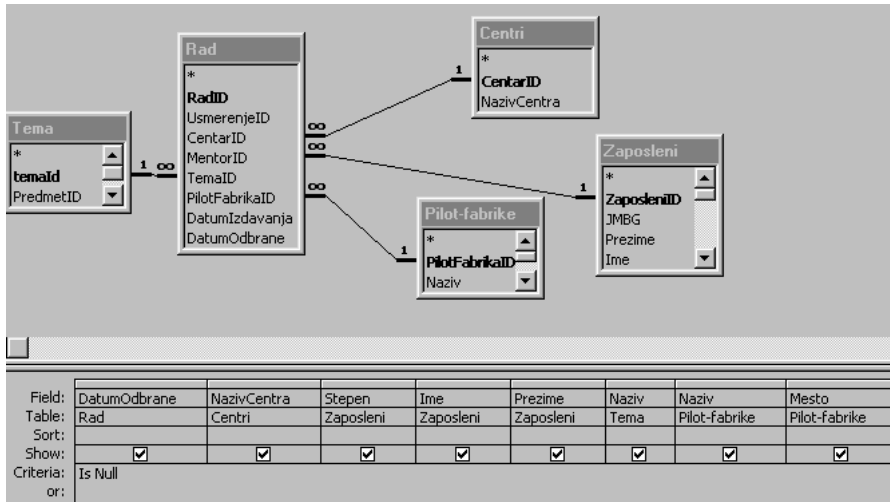 Rad
*
RadID
UsmerenjeID
CentarID
MentorID
TemaID
PilotFabrikaID
DatumIzdavanja
DatumOdbrane
Centri
*
CentarID
NazivCentra
Tema
*
temaId
PredmetID
Zaposleni
*
ZaposleniID
JMBG
Prezime
Ime
Pilot-fabrike
*
PilotFabrikaID
Naziv
1 ∞
∞ 1
∞ 1
∞ 1
Field: DatumOdbrane NazivCentra Stepen Ime Prezime Naziv Naziv Mesto
Table: Rad Centri Zaposleni Zaposleni Zaposleni Tema Pilot-fabrike Pilot-fabrike
Sort:
Show:
Criteria: Is Null
or: